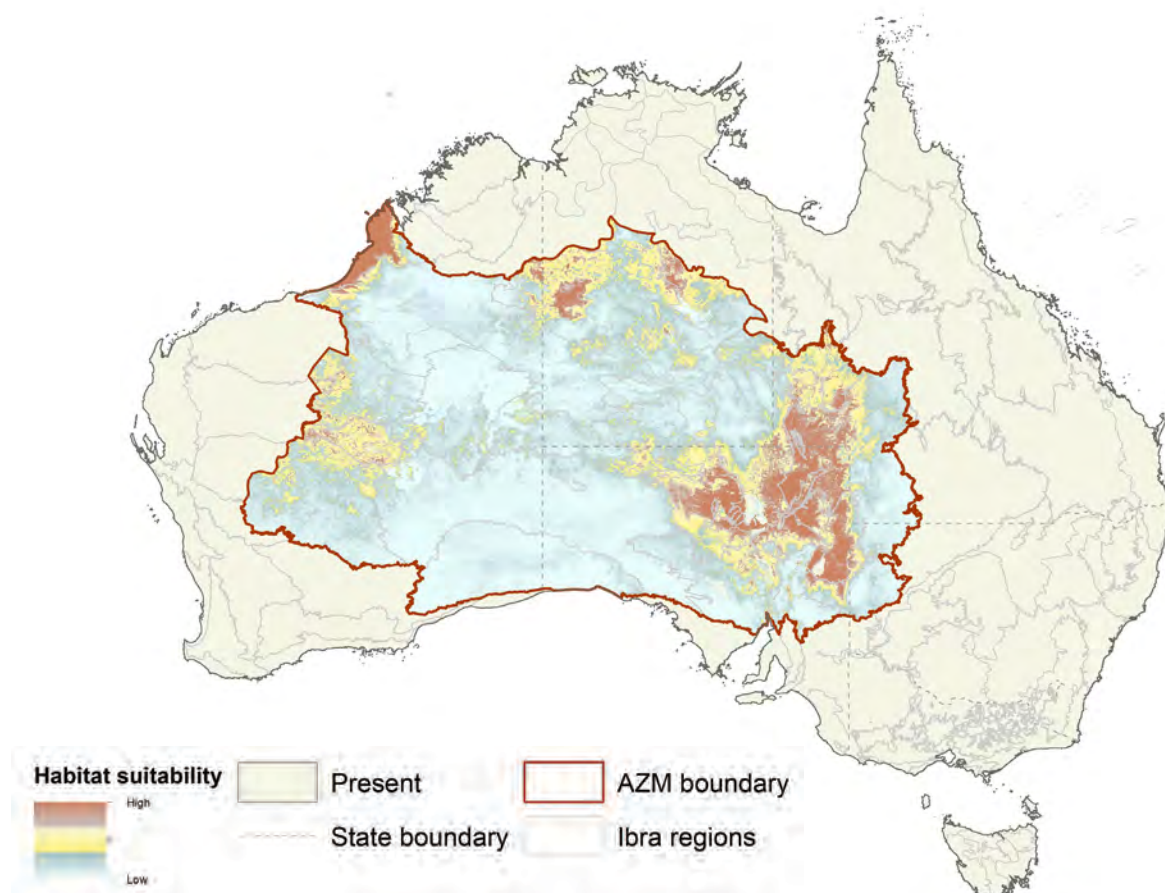 Habitat suitability
High
Low
Present
State boundary
AZM boundary
Ibra regions